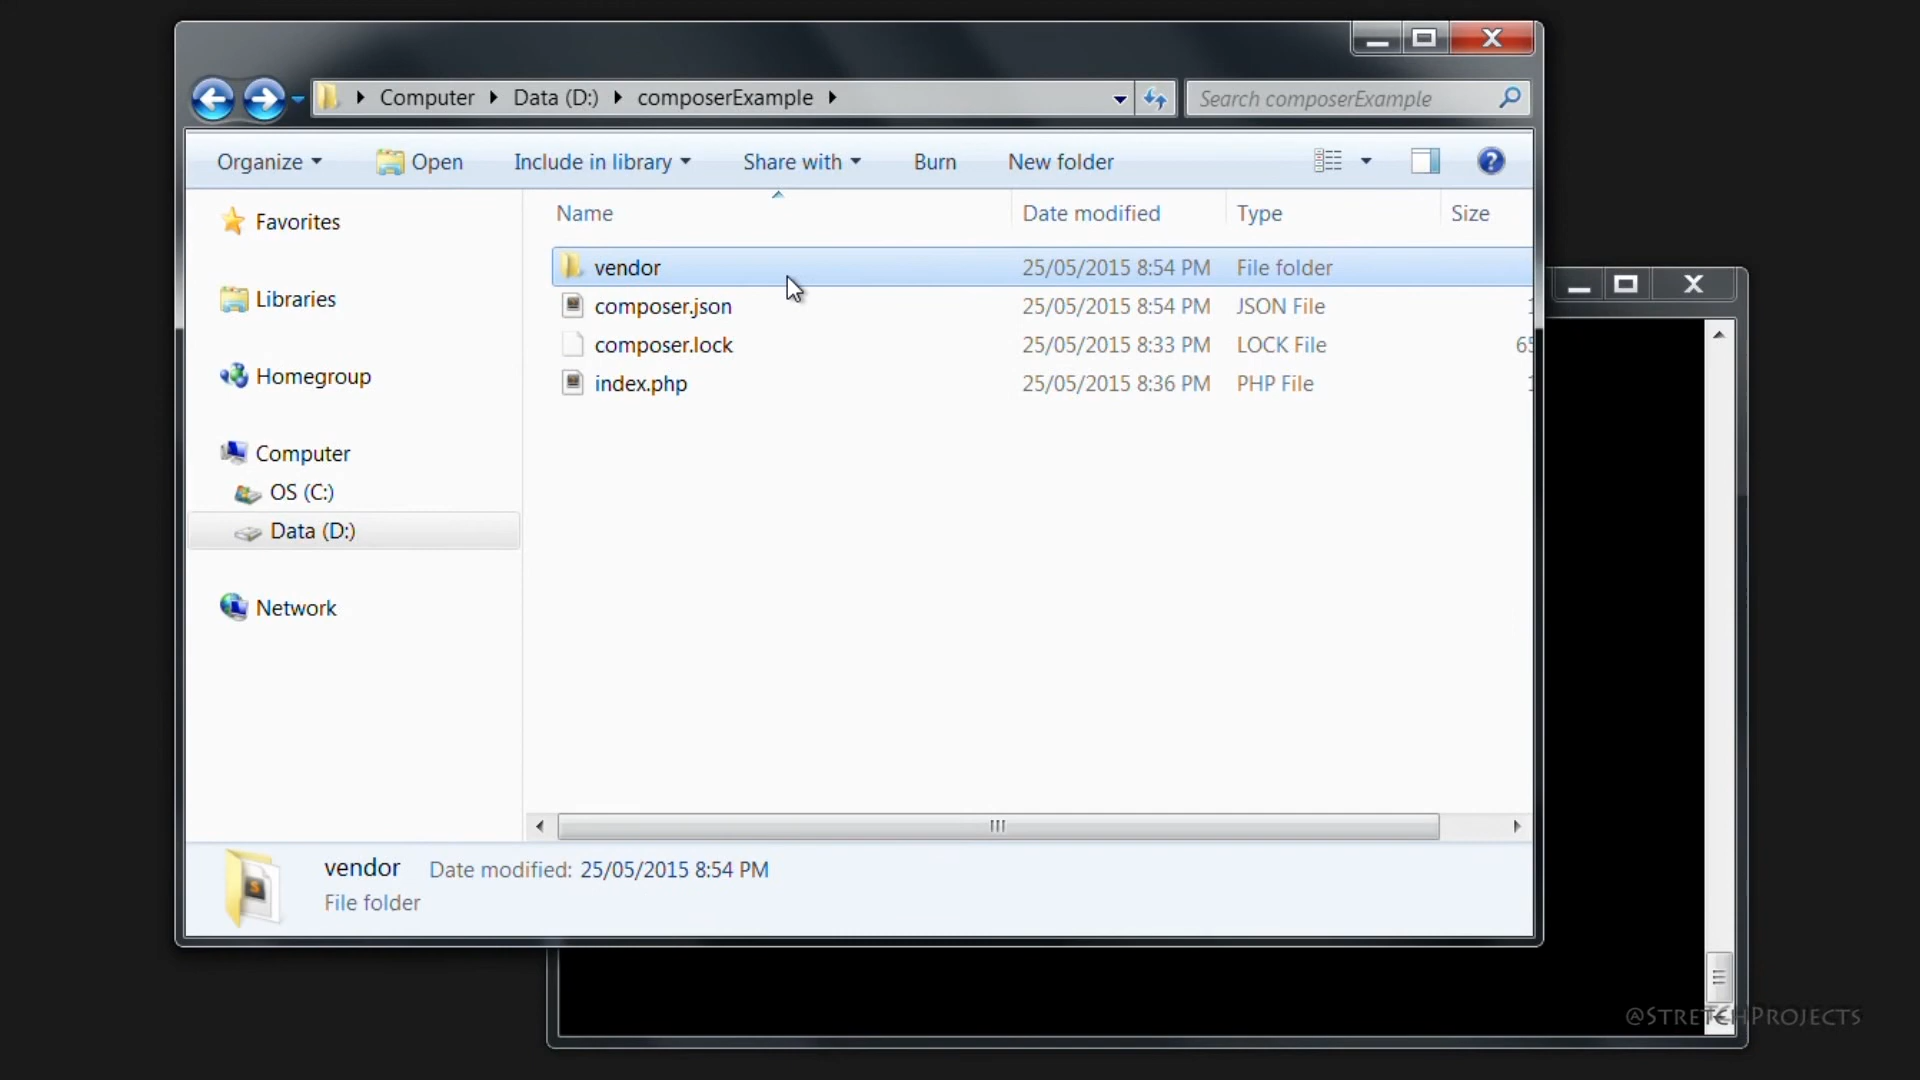 Computer Data (D:) composerExample
Search composerExample
Organize Open Include in library Share with Burn New folder
Name Date modified Type Size
Favorites
Libraries
Homegroup
Computer
OS (C:)
Data (D:)
Network
vendor 25/05/2015 8:54 PM File folder
composer.json 25/05/2015 8:54 PM JSON File
composer.lock 25/05/2015 8:33 PM LOCK File
index.php 25/05/2015 8:36 PM PHP File
vendor Date modified: 25/05/2015 8:54 PM
File folder
@StretchProjects